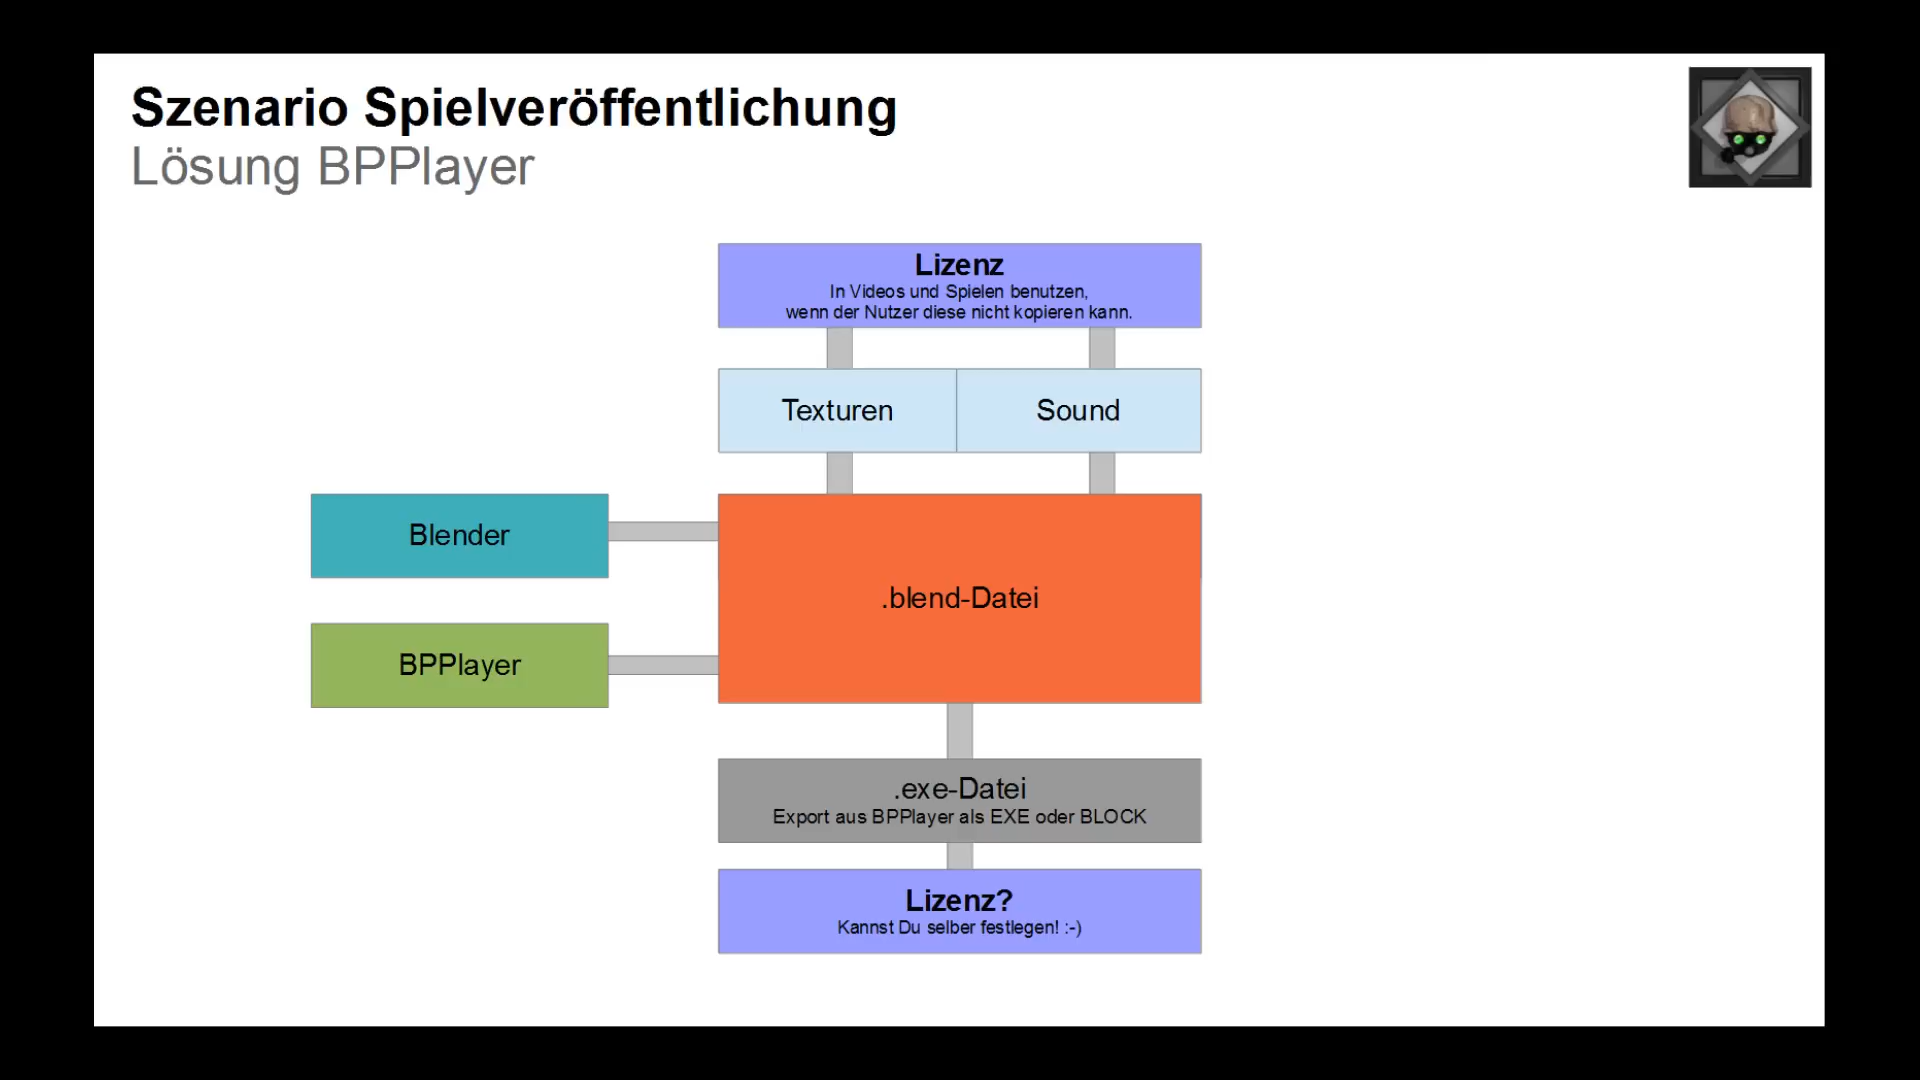 Szenario Spielveröffentlichung
Lösung BPPlayer
Lizenz
In Videos und Spielen benutzen,
wenn der Nutzer diese nicht kopieren kann.
Texturen
Sound
Blender
.blend-Datei
BPPlayer
.exe-Datei
Export aus BPPlayer als EXE oder BLOCK
Lizenz?
Kannst Du selber festlegen! :-)